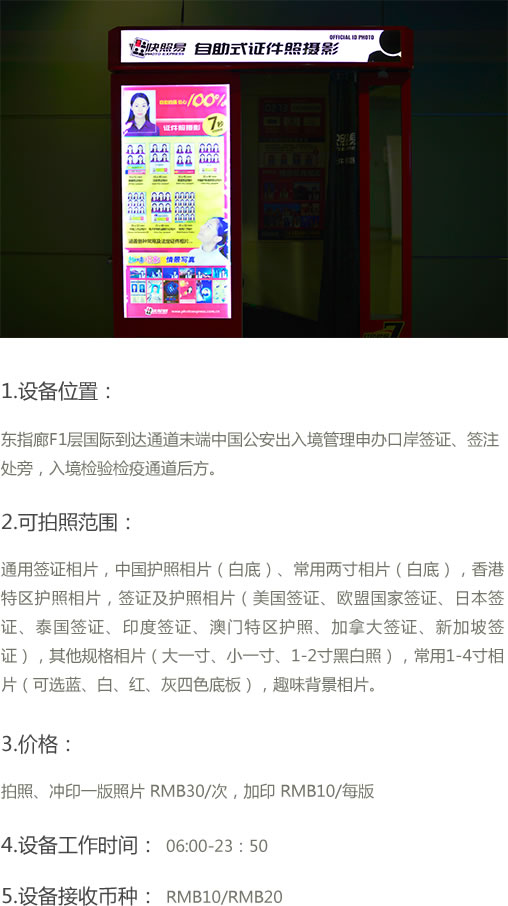 快照易
PHOTO EXPRESS
自助式证件照摄影
OFFICIAL ID PHOTO
100%
7秒
证件照摄影
情景写真
快照易
www.photoexpress.com.cn
1.设备位置：
东指廊F1层国际到达通道末端中国公安出入境管理申办口岸签证、签注
处旁，入境检验检疫通道后方。
2.可拍照范围：
通用签证相片，中国护照相片（白底）、常用两寸相片（白底），香港
特区护照相片，签证及护照相片（美国签证、欧盟国家签证、日本签
证、泰国签证、印度签证、澳门特区护照、加拿大签证、新加坡签
证），其他规格相片（大一寸、小一寸、1-2寸黑白照），常用1-4寸相
片（可选蓝、白、红、灰四色底板），趣味背景相片。
3.价格：
拍照、冲印一版照片 RMB30/次，加印 RMB10/每版
4.设备工作时间： 06:00-23：50
5.设备接收币种： RMB10/RMB20